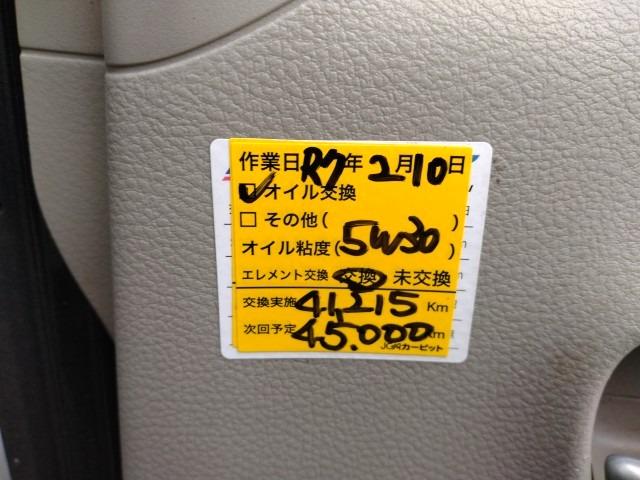 作業日R7年2月10日
☑ オイル交換
□ その他( )
オイル粘度(5W30)
エレメント交換 交換 未交換
交換実施 41,215 Km
次回予定 45.000 Km
カーピット